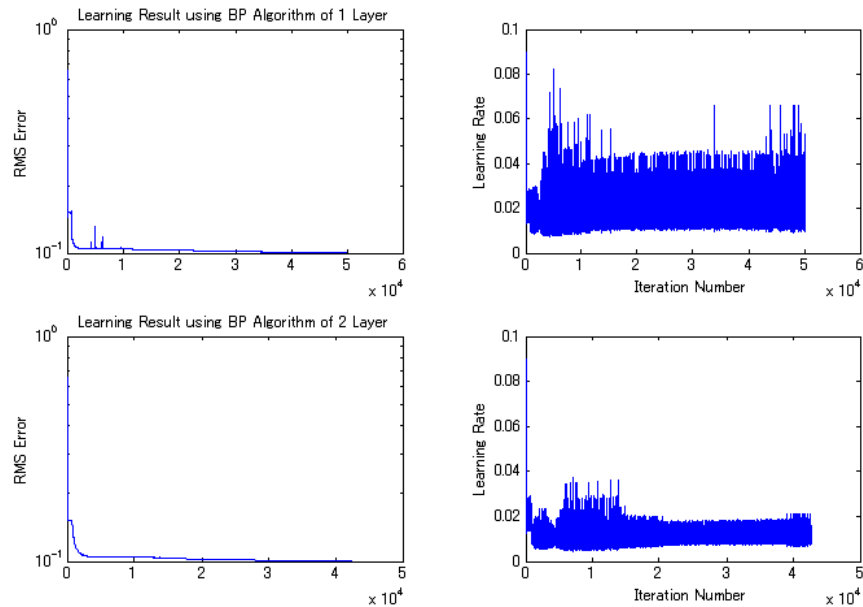 Learning Result using BP Algorithm of 1 Layer
10^0
RMS Error
10^-1
0 1 2 3 4 5 6
x 10^4
0.1
0.08
0.06
0.04
0.02
0
Learning Rate
0 1 2 3 4 5 6
Iteration Number
x 10^4
Learning Result using BP Algorithm of 2 Layer
10^0
RMS Error
10^-1
0 1 2 3 4 5
x 10^4
0.1
0.08
0.06
0.04
0.02
0
Learning Rate
0 1 2 3 4 5
Iteration Number
x 10^4